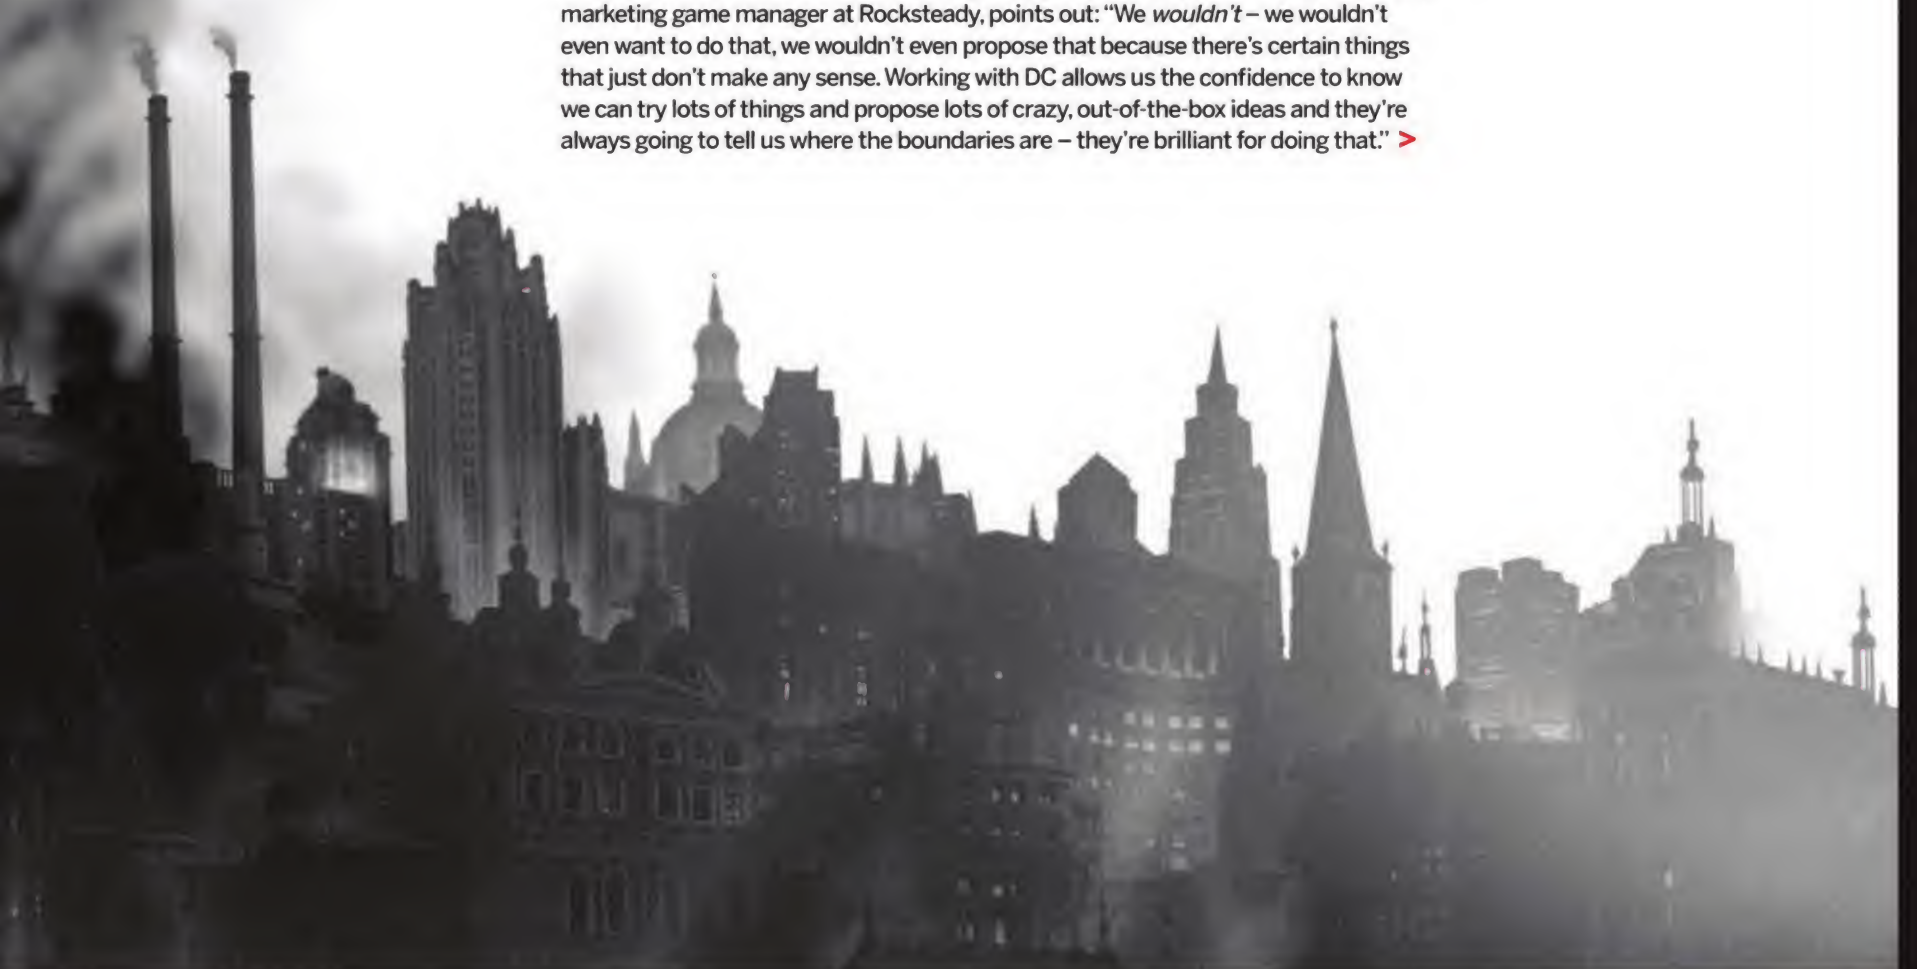 marketing game manager at Rocksteady, points out: “We wouldn’t – we wouldn’t
even want to do that, we wouldn’t even propose that because there’s certain things
that just don’t make any sense. Working with DC allows us the confidence to know
we can try lots of things and propose lots of crazy, out-of-the-box ideas and they’re
always going to tell us where the boundaries are – they’re brilliant for doing that.” >